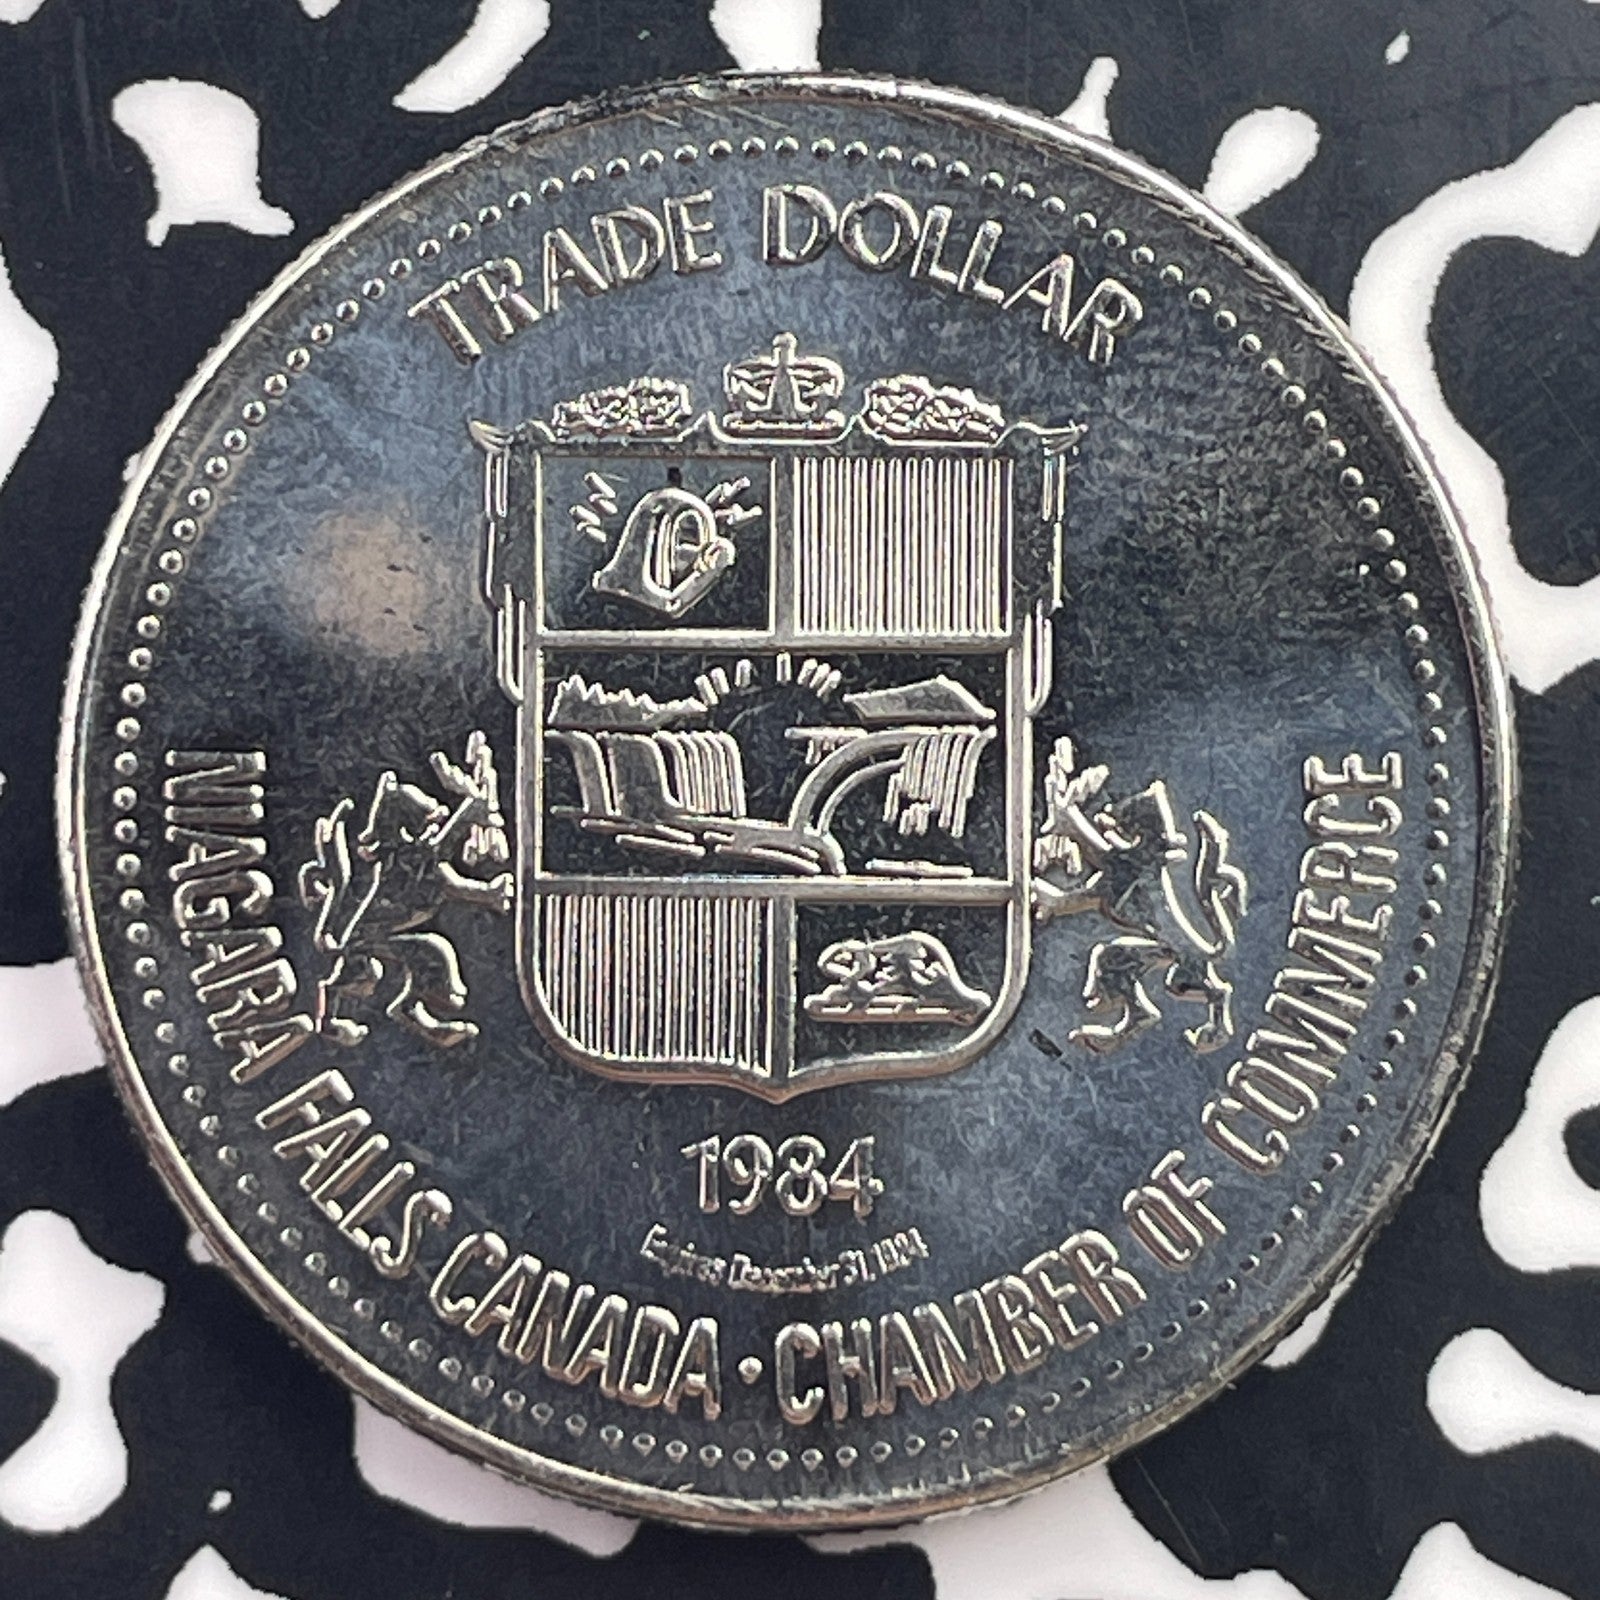 TRADE DOLLAR
1984
Expires December 31, 1984
NIAGARA FALLS CANADA • CHAMBER OF COMMERCE